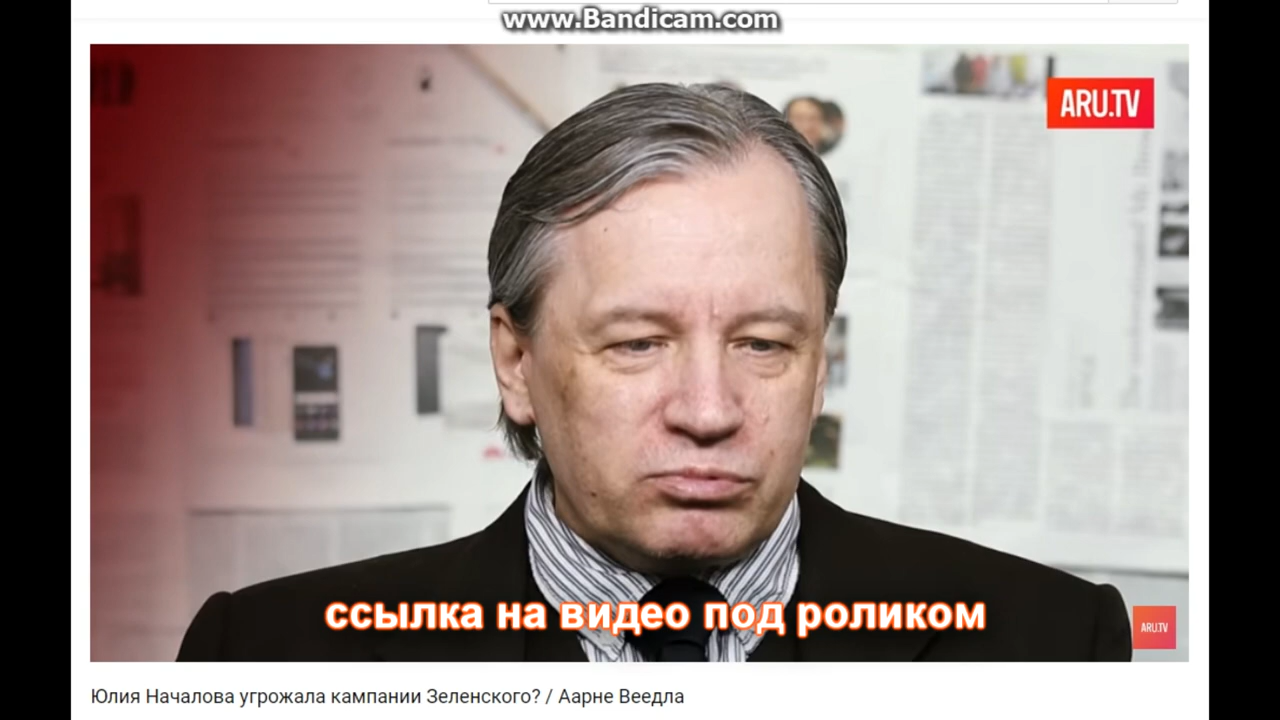 www.Bandicam.com
ARU.TV
ссылка на видео под роликом
ARU.TV
Юлия Началова угрожала кампании Зеленского? / Аарне Веедла